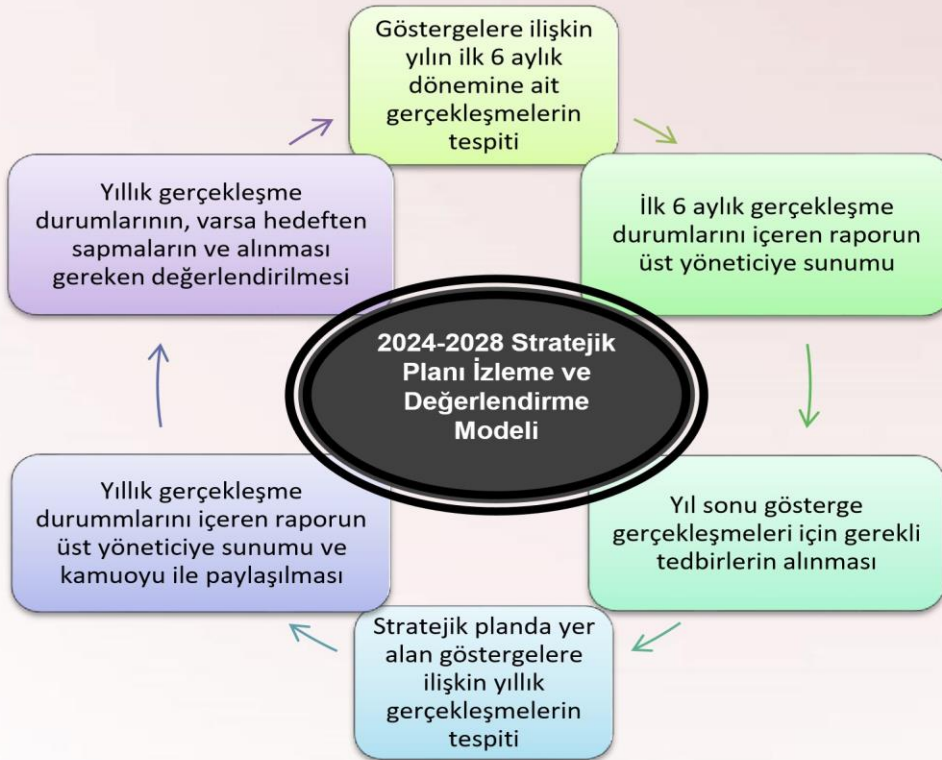 Göstergelere ilişkin
yılın ilk 6 aylık
dönemine ait
gerçekleşmelerin
tespiti
İlk 6 aylık gerçekleşme
durumlarını içeren raporun
üst yöneticiye sunumu
Yıl sonu gösterge
gerçekleşmeleri için gerekli
tedbirlerin alınması
Stratejik planda yer
alan göstergelere
ilişkin yıllık
gerçekleşmelerin
tespiti
Yıllık gerçekleşme
durummlarını içeren raporun
üst yöneticiye sunumu ve
kamuoyu ile paylaşılması
Yıllık gerçekleşme
durumlarının, varsa hedeften
sapmaların ve alınması
gereken değerlendirilmesi
2024-2028 Stratejik
Planı İzleme ve
Değerlendirme
Modeli